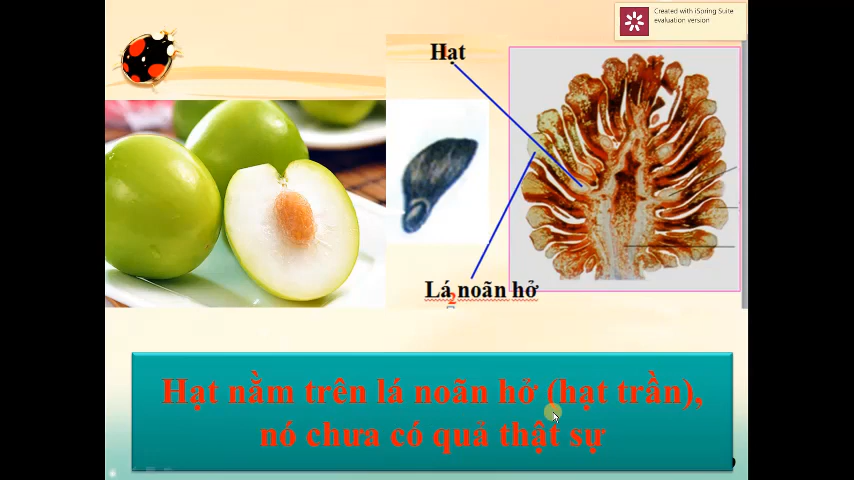 Created with iSpring Suite
evaluation version
Hạt
Lá noãn hở
2
Hạt nằm trên lá noãn hở (hạt trần),
nó chưa có quả thật sự